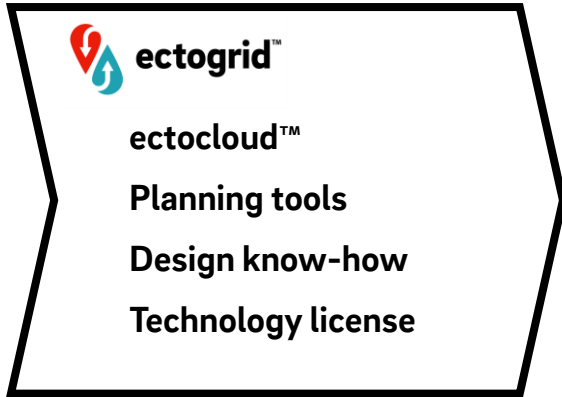 ectogrid™
ectocloud™
Planning tools
Design know-how
Technology license